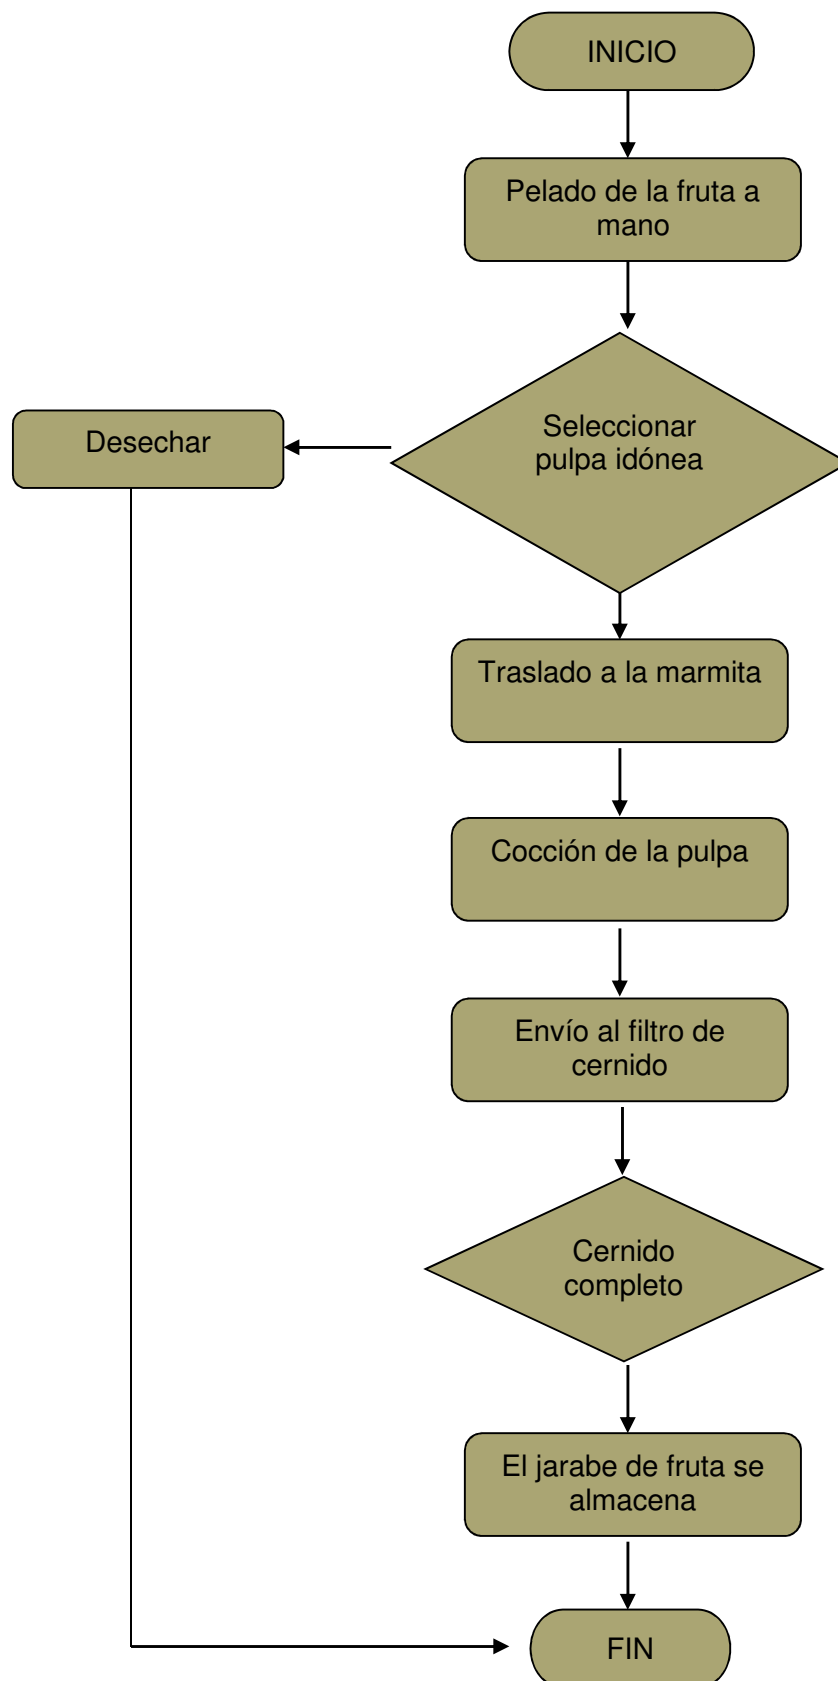 INICIO
Pelado de la fruta a
mano
Seleccionar
pulpa idónea
Desechar
Traslado a la marmita
Cocción de la pulpa
Envío al filtro de
cernido
Cernido
completo
El jarabe de fruta se
almacena
FIN